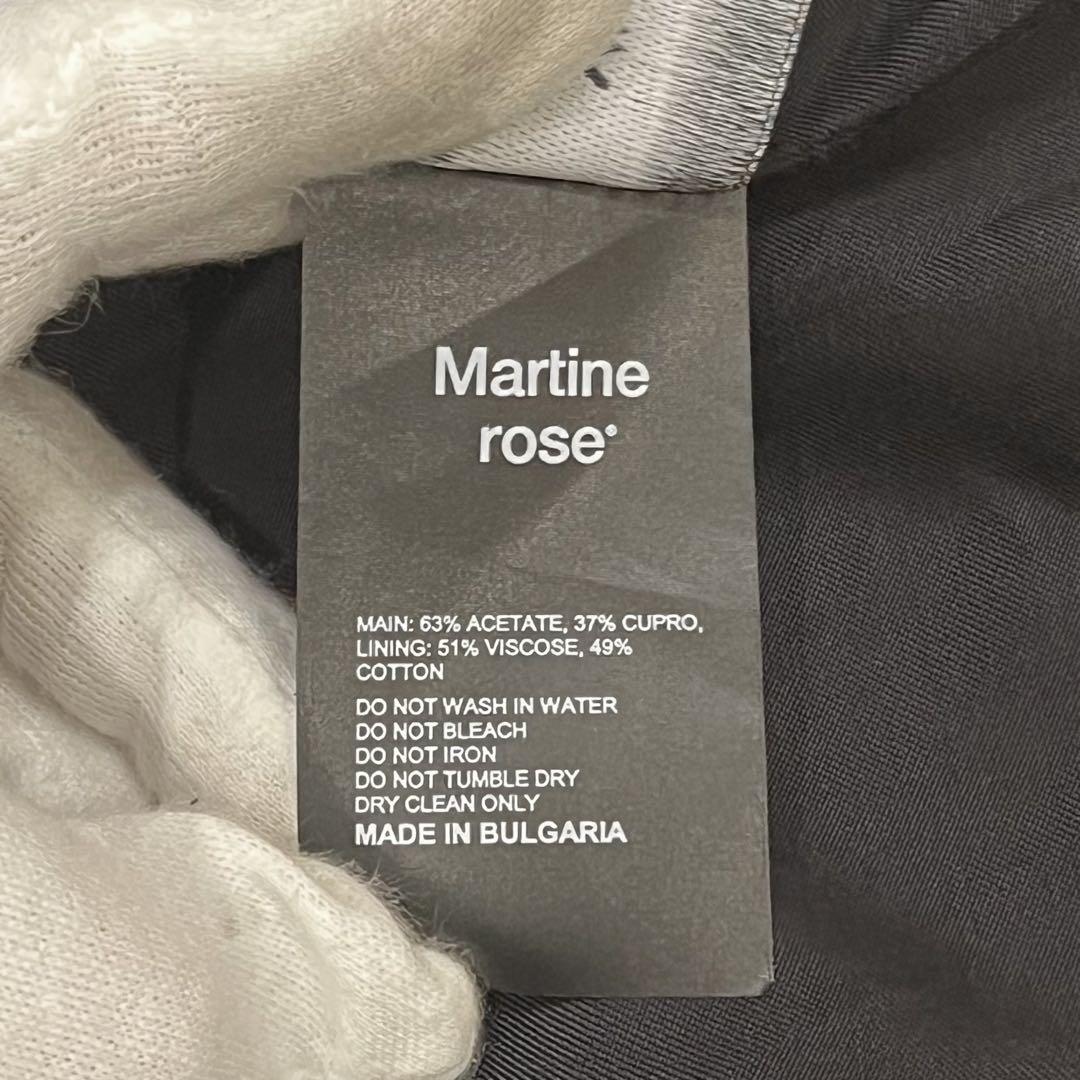 Martine
rose®
MAIN: 63% ACETATE, 37% CUPRO,
LINING: 51% VISCOSE, 49%
COTTON
DO NOT WASH IN WATER
DO NOT BLEACH
DO NOT IRON
DO NOT TUMBLE DRY
DRY CLEAN ONLY
MADE IN BULGARIA